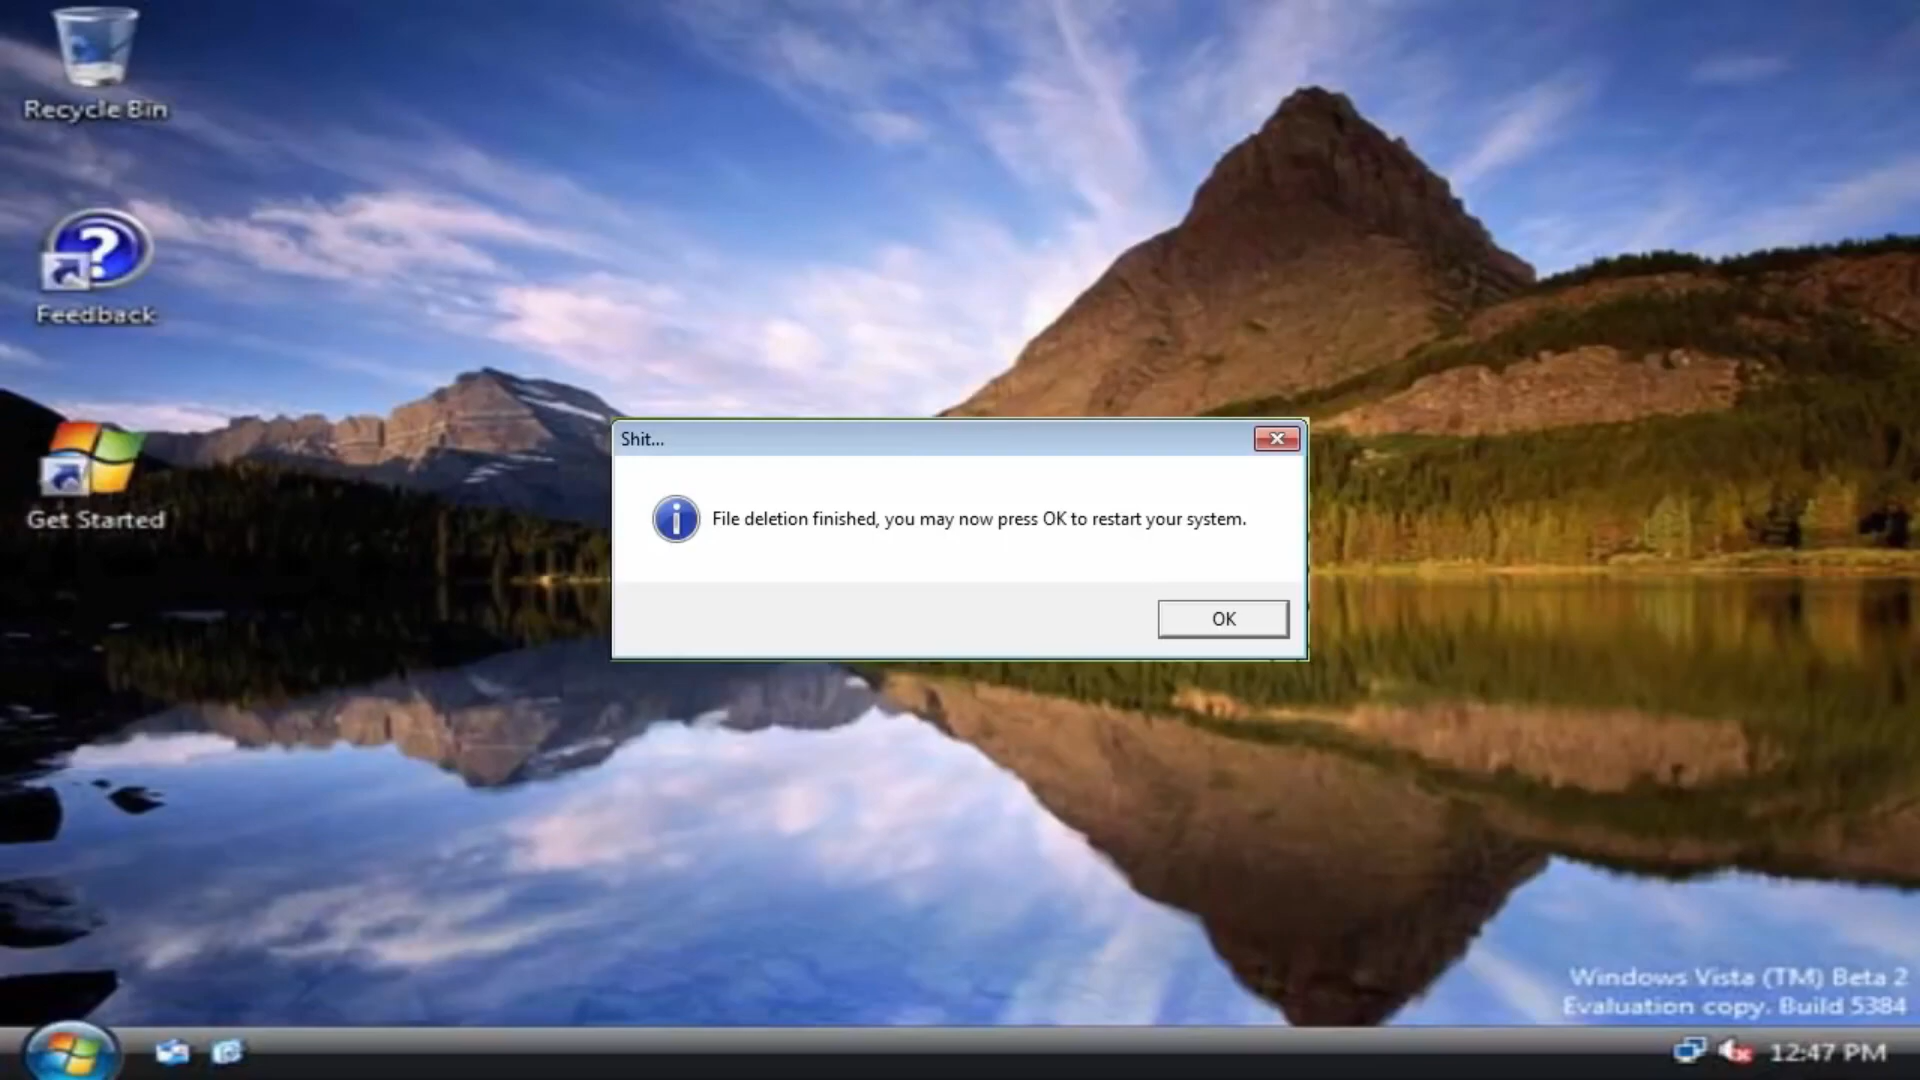 Recycle Bin
Feedback
Get Started
Shit...
File deletion finished, you may now press OK to restart your system.
OK
Windows Vista (TM) Beta 2
Evaluation copy. Build 5384
12:47 PM